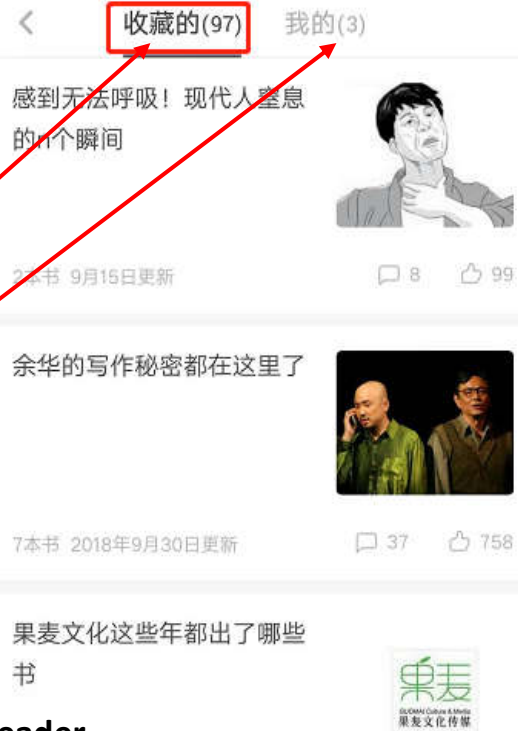 收藏的(97) 我的(3)
感到无法呼吸！现代人窒息
的n个瞬间
2本书 9月15日更新 8 99
余华的写作秘密都在这里了
7本书 2018年9月30日更新 37 758
果麦文化这些年都出了哪些
书
果麦
GUOMAI Culture & Media
果麦文化传媒
eader